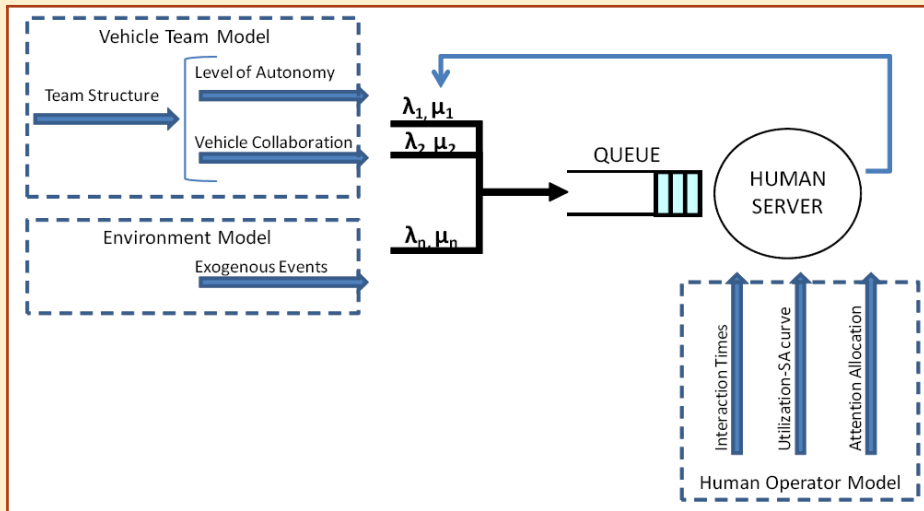 Vehicle Team Model
Level of Autonomy
Team Structure
Vehicle Collaboration
λ1, μ1
λ2, μ2
λn, μn
QUEUE
HUMAN
SERVER
Environment Model
Exogenous Events
Interaction Times
Utilization-SA curve
Attention Allocation
Human Operator Model